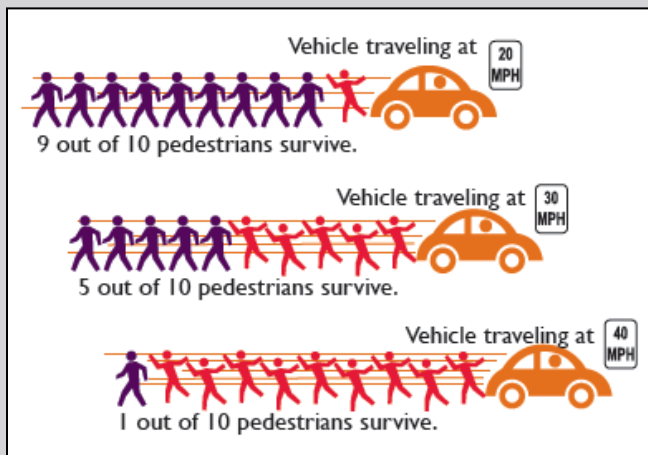 Vehicle traveling at
20
MPH
9 out of 10 pedestrians survive.
Vehicle traveling at
30
MPH
5 out of 10 pedestrians survive.
Vehicle traveling at
40
MPH
1 out of 10 pedestrians survive.